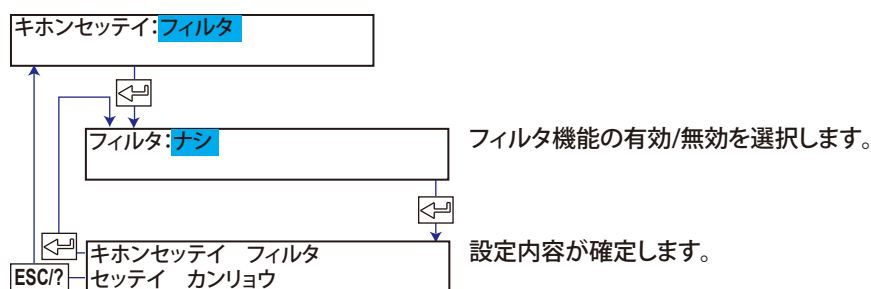 キホンセッテイ:フィルタ
フィルタ:ナシ
フィルタ機能の有効/無効を選択します。
キホンセッテイ　フィルタ
セッテイ　カンリョウ
設定内容が確定します。
ESC/?